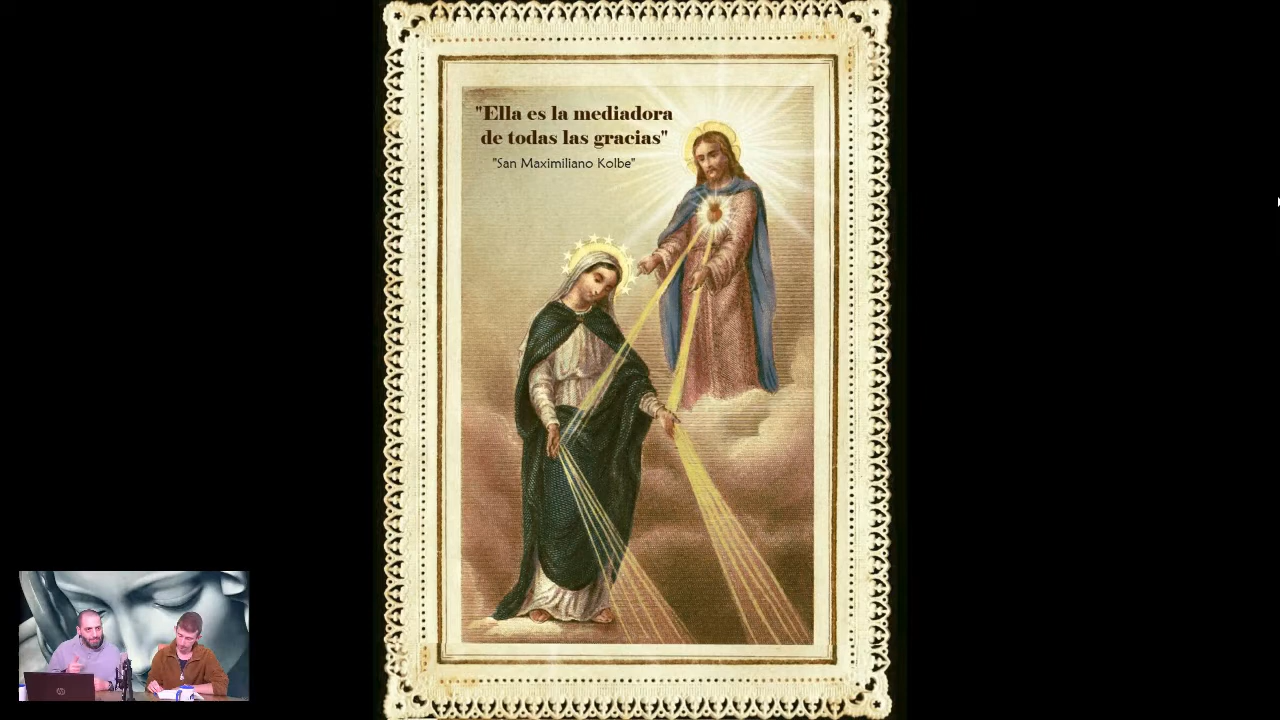 "Ella es la mediadora
de todas las gracias"
"San Maximiliano Kolbe"